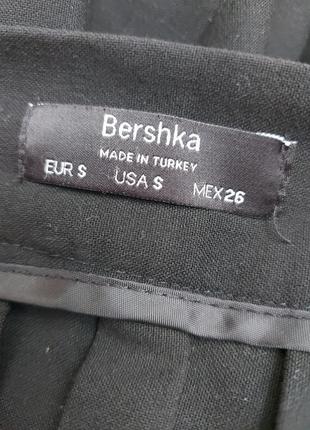 Bershka
MADE IN TURKEY
EUR S USA S MEX 26